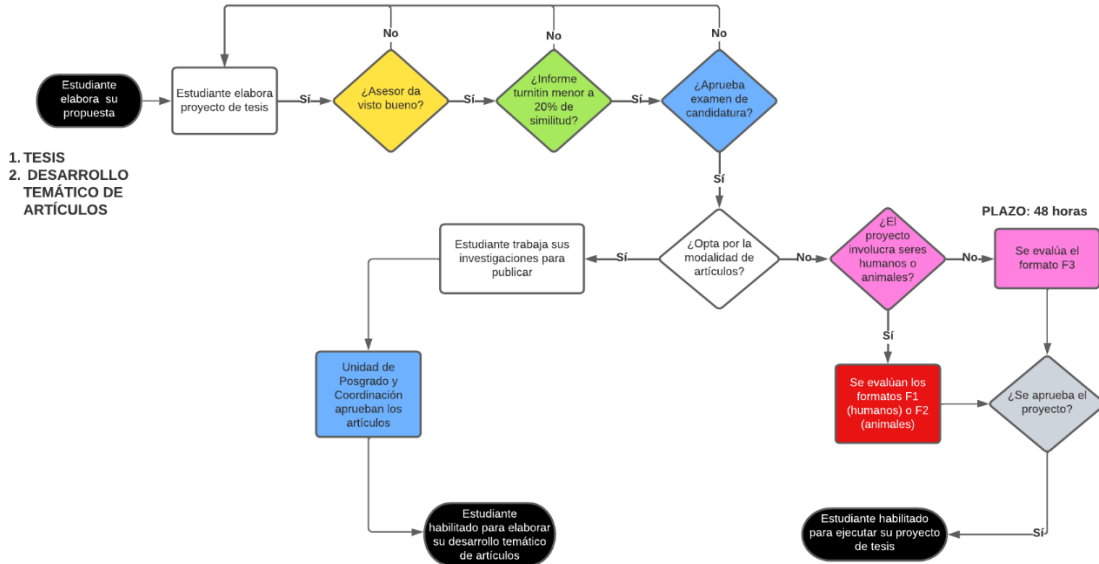 No
No
No
Estudiante
elabora su
propuesta
Estudiante elabora
proyecto de tesis
Sí
¿Asesor da
visto bueno?
Sí
¿Informe
turnitin menor a
20% de
similitud?
Sí
¿Aprueba
examen de
candidatura?
1. TESIS
2. DESARROLLO
TEMÁTICO DE
ARTÍCULOS
Sí
Estudiante trabaja sus
investigaciones para
publicar
Sí
¿Opta por la
modalidad de
artículos?
No
¿El
proyecto
involucra seres
humanos o
animales?
No
PLAZO: 48 horas
Se evalúa el
formato F3
Sí
Unidad de
Posgrado y
Coordinación
aprueban los
artículos
Se evalúan los
formatos F1
(humanos) o F2
(animales)
¿Se aprueba el
proyecto?
Estudiante
habilitado para elaborar
su desarrollo temático
de artículos
Estudiante habilitado
para ejecutar su proyecto
de tesis
Sí